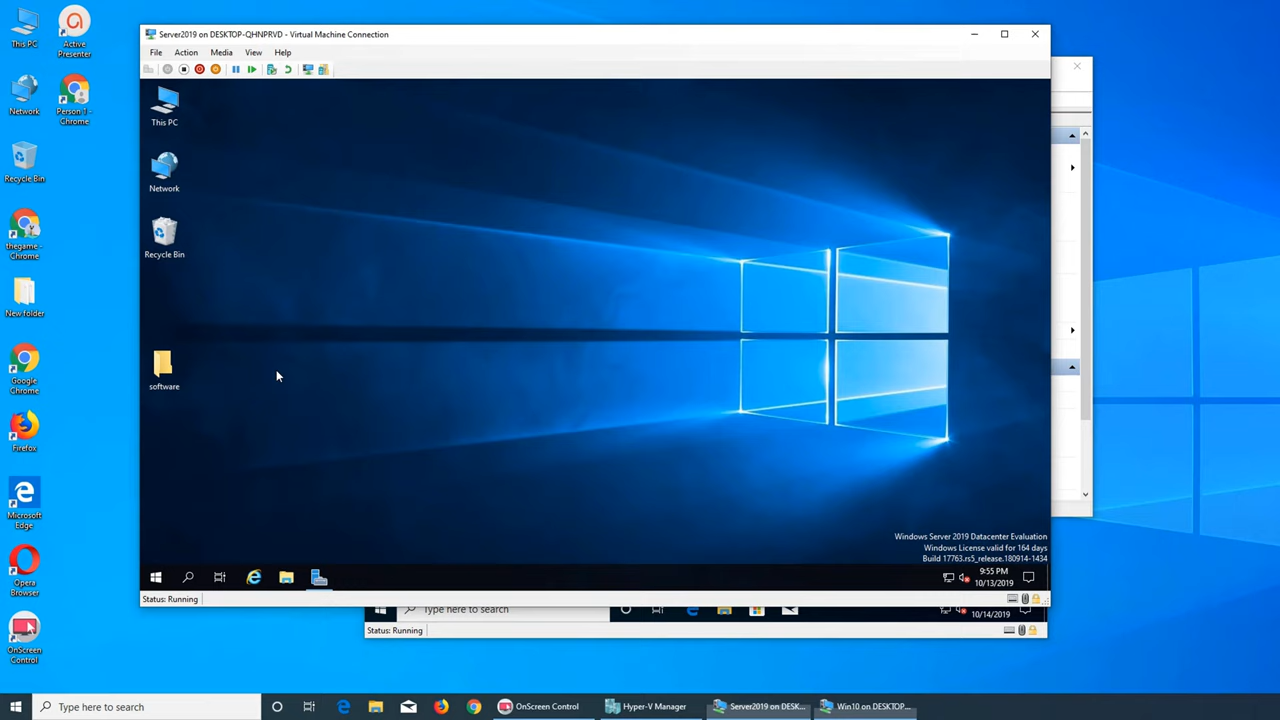 This PC
Active
Presenter
Network
Person 1 -
Chrome
Recycle Bin
thegame -
Chrome
New folder
Google
Chrome
Firefox
Microsoft
Edge
Opera
Browser
OnScreen
Control
Server2019 on DESKTOP-QHNPRVD - Virtual Machine Connection
File Action Media View Help
This PC
Network
Recycle Bin
software
Windows Server 2019 Datacenter Evaluation
Windows License valid for 164 days
Build 17763.rs5_release.180914-1434
9:55 PM
10/13/2019
Status: Running
Type here to search
10/14/2019
Status: Running
Type here to search
OnScreen Control
Hyper-V Manager
Server2019 on DESK...
Win10 on DESKTOP...